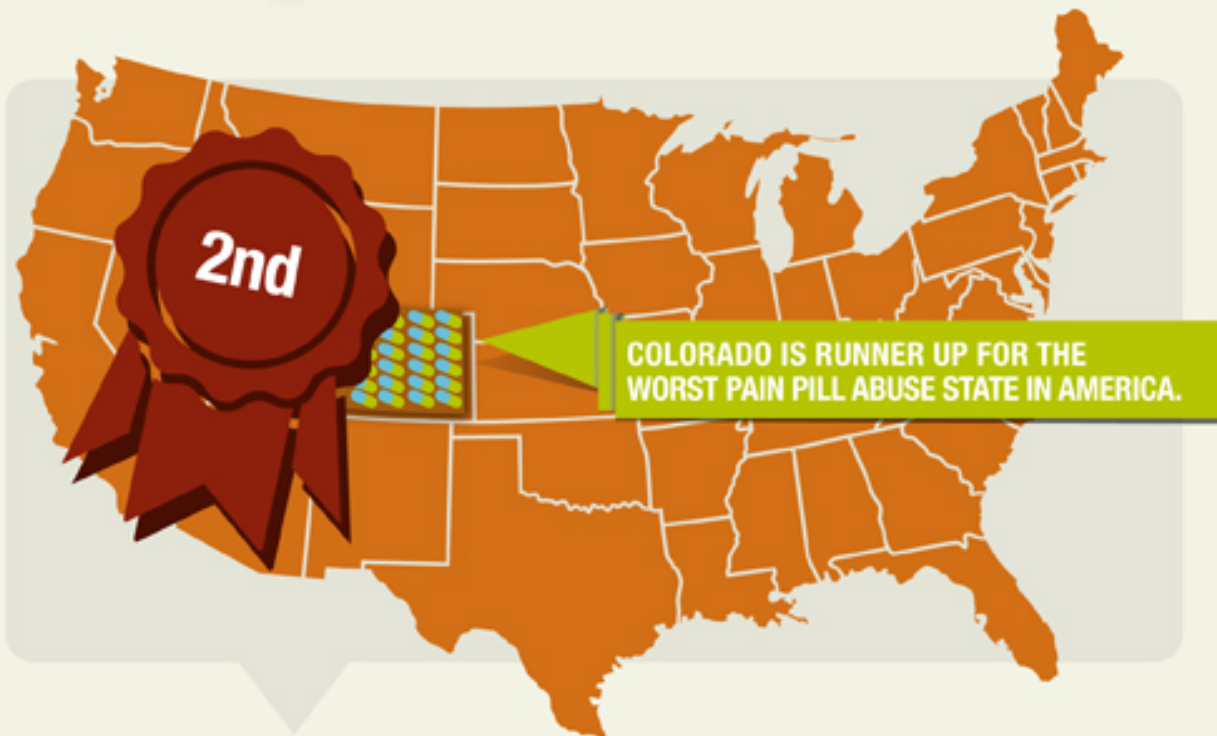 2nd
COLORADO IS RUNNER UP FOR THE
WORST PAIN PILL ABUSE STATE IN AMERICA.